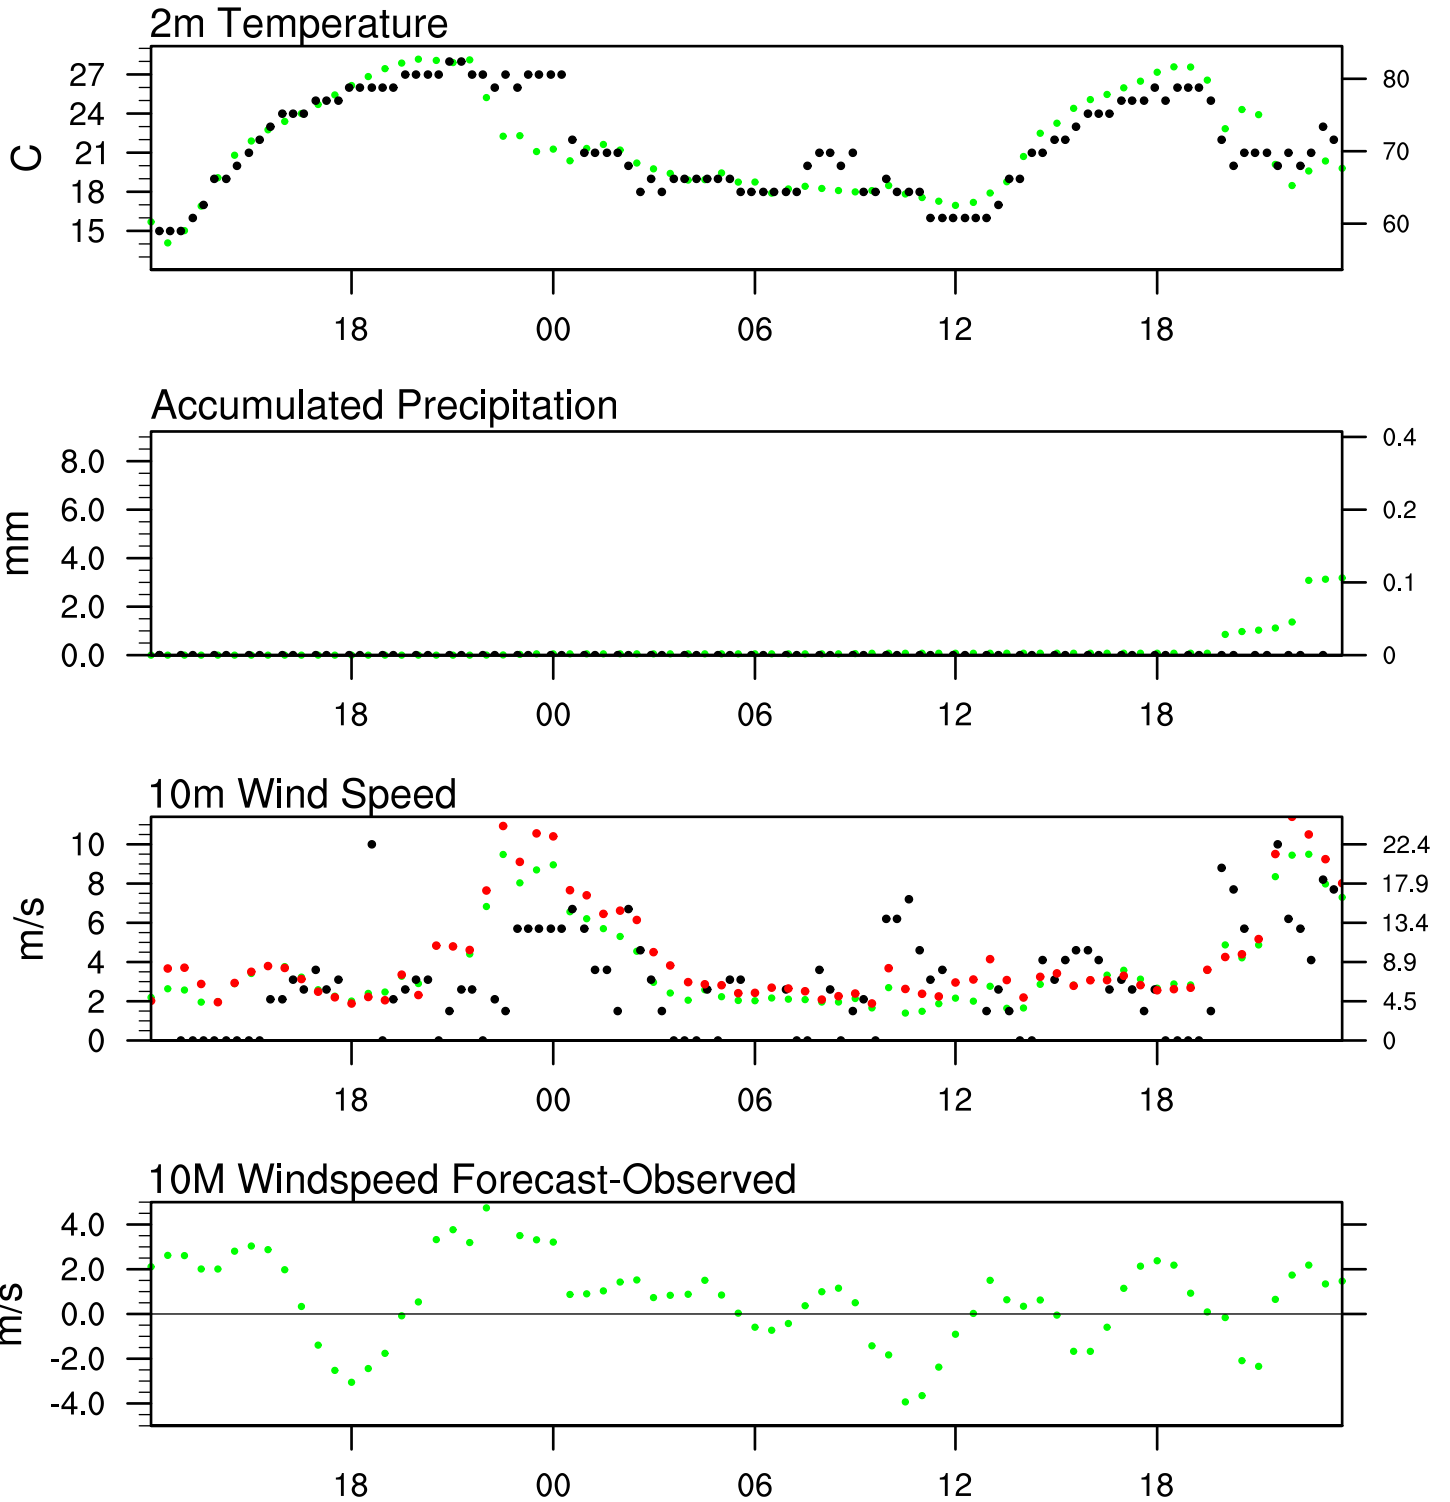 2m Temperature
27
24
21
18
15
C
80
70
60
18 00 06 12 18
Accumulated Precipitation
8.0
6.0
4.0
2.0
0.0
mm
0.4
0.2
0.1
0
18 00 06 12 18
10m Wind Speed
10
8
6
4
2
0
m/s
22.4
17.9
13.4
8.9
4.5
0
18 00 06 12 18
10M Windspeed Forecast-Observed
4.0
2.0
0.0
-2.0
-4.0
m/s
18 00 06 12 18